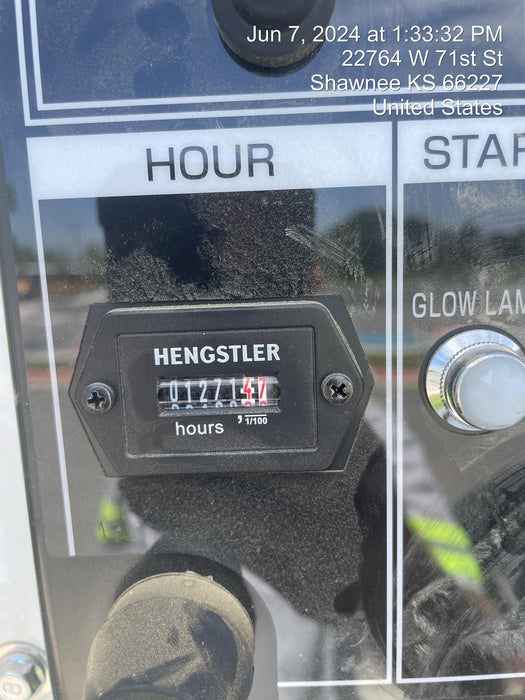 Jun 7, 2024 at 1:33:32 PM
22764 W 71st St
Shawnee KS 66227
United States
HOUR
STAR
GLOW LAM
HENGSTLER
0127147
hours , 1/100